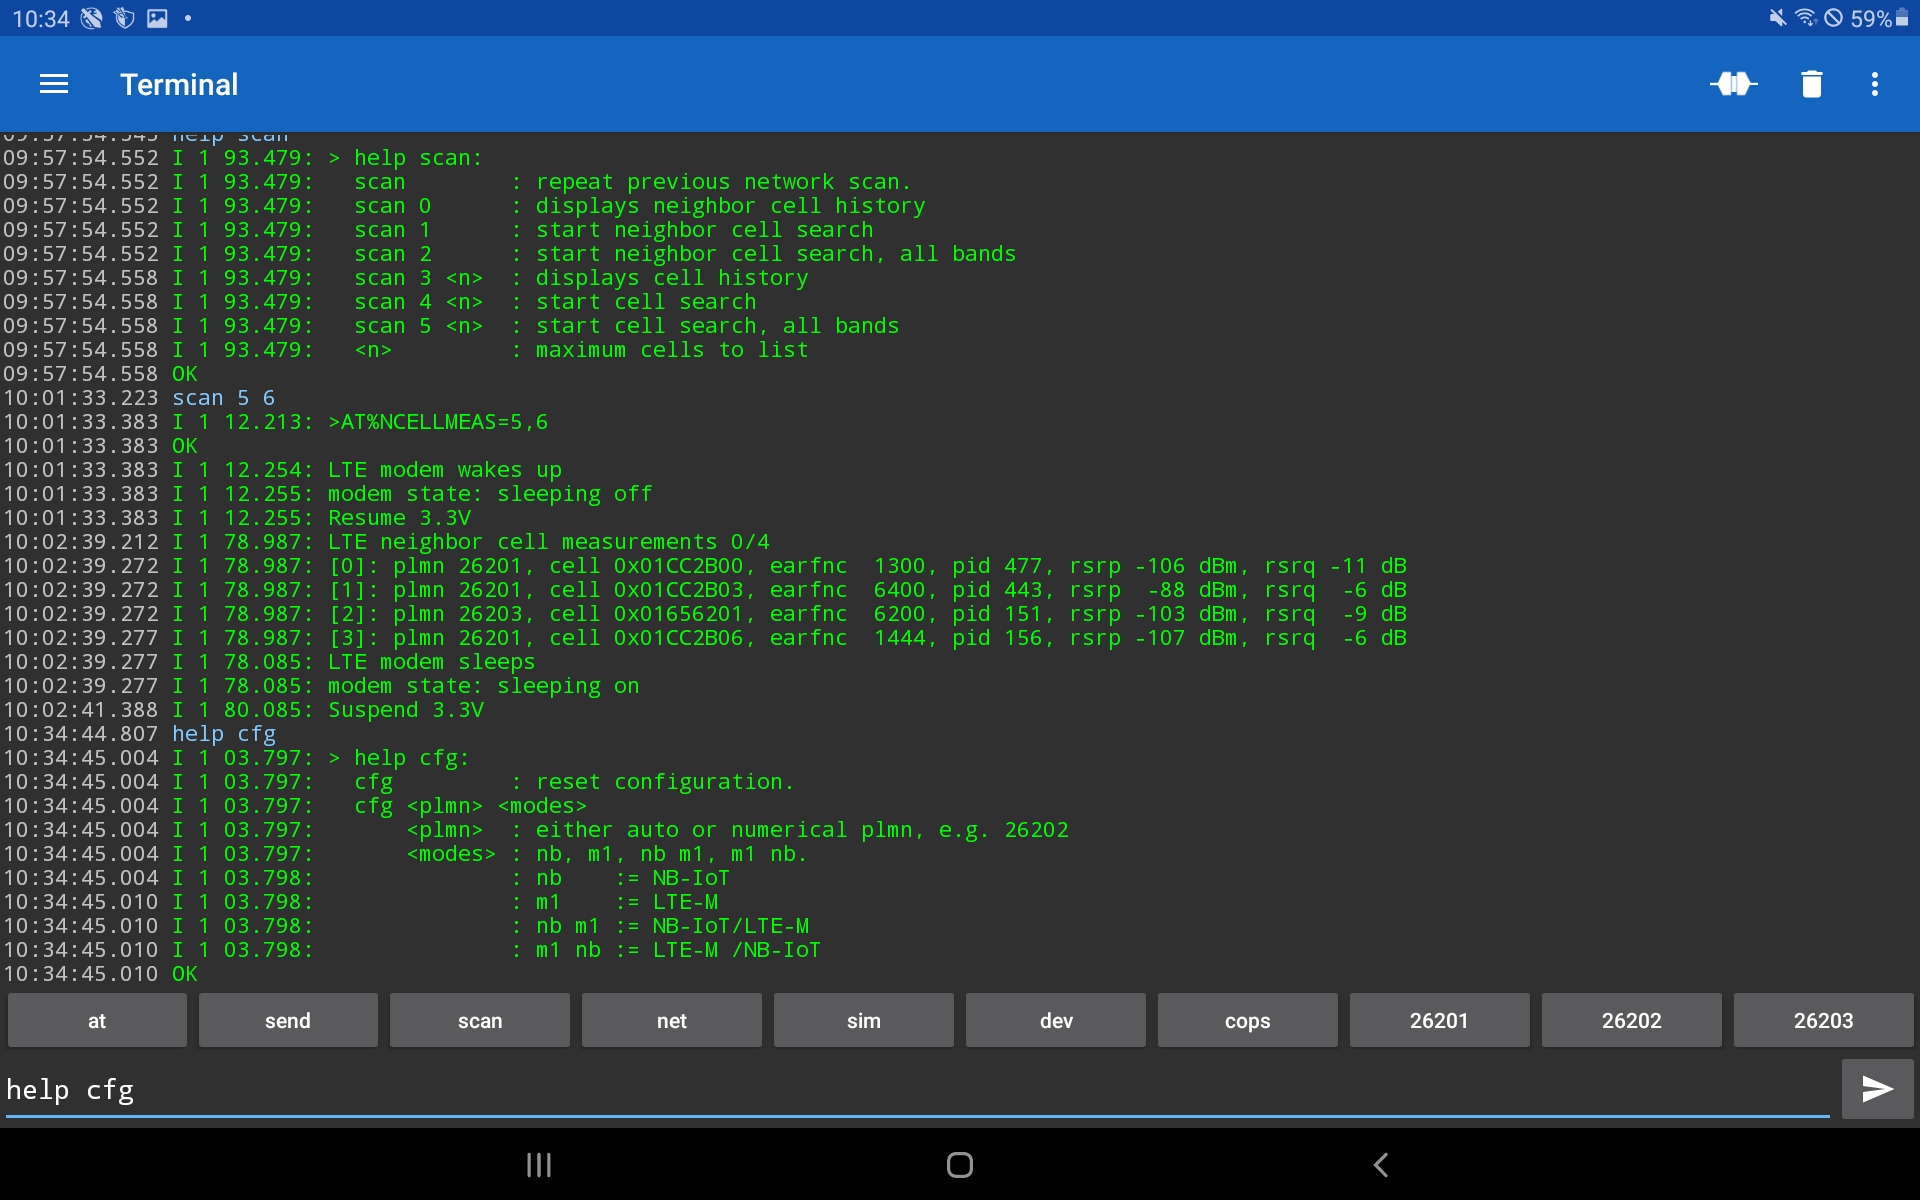 10:34
59%
Terminal
09:57:54.543 help scan
09:57:54.552 I 1 93.479: > help scan:
09:57:54.552 I 1 93.479:   scan        : repeat previous network scan.
09:57:54.552 I 1 93.479:   scan 0      : displays neighbor cell history
09:57:54.552 I 1 93.479:   scan 1      : start neighbor cell search
09:57:54.552 I 1 93.479:   scan 2      : start neighbor cell search, all bands
09:57:54.558 I 1 93.479:   scan 3 <n>  : displays cell history
09:57:54.558 I 1 93.479:   scan 4 <n>  : start cell search
09:57:54.558 I 1 93.479:   scan 5 <n>  : start cell search, all bands
09:57:54.558 I 1 93.479:   <n>         : maximum cells to list
09:57:54.558 OK
10:01:33.223 scan 5 6
10:01:33.383 I 1 12.213: >AT%NCELLMEAS=5,6
10:01:33.383 OK
10:01:33.383 I 1 12.254: LTE modem wakes up
10:01:33.383 I 1 12.255: modem state: sleeping off
10:01:33.383 I 1 12.255: Resume 3.3V
10:02:39.212 I 1 78.987: LTE neighbor cell measurements 0/4
10:02:39.272 I 1 78.987: [0]: plmn 26201, cell 0x01CC2B00, earfnc  1300, pid 477, rsrp -106 dBm, rsrq -11 dB
10:02:39.272 I 1 78.987: [1]: plmn 26201, cell 0x01CC2B03, earfnc  6400, pid 443, rsrp  -88 dBm, rsrq  -6 dB
10:02:39.272 I 1 78.987: [2]: plmn 26203, cell 0x01656201, earfnc  6200, pid 151, rsrp -103 dBm, rsrq  -9 dB
10:02:39.277 I 1 78.987: [3]: plmn 26201, cell 0x01CC2B06, earfnc  1444, pid 156, rsrp -107 dBm, rsrq  -6 dB
10:02:39.277 I 1 78.085: LTE modem sleeps
10:02:39.277 I 1 78.085: modem state: sleeping on
10:02:41.388 I 1 80.085: Suspend 3.3V
10:34:44.807 help cfg
10:34:45.004 I 1 03.797: > help cfg:
10:34:45.004 I 1 03.797:   cfg         : reset configuration.
10:34:45.004 I 1 03.797:   cfg <plmn> <modes>
10:34:45.004 I 1 03.797:       <plmn>  : either auto or numerical plmn, e.g. 26202
10:34:45.004 I 1 03.797:       <modes> : nb, m1, nb m1, m1 nb.
10:34:45.004 I 1 03.798:               : nb    := NB-IoT
10:34:45.010 I 1 03.798:               : m1    := LTE-M
10:34:45.010 I 1 03.798:               : nb m1 := NB-IoT/LTE-M
10:34:45.010 I 1 03.798:               : m1 nb := LTE-M /NB-IoT
10:34:45.010 OK
at send scan net sim dev cops 26201 26202 26203
help cfg